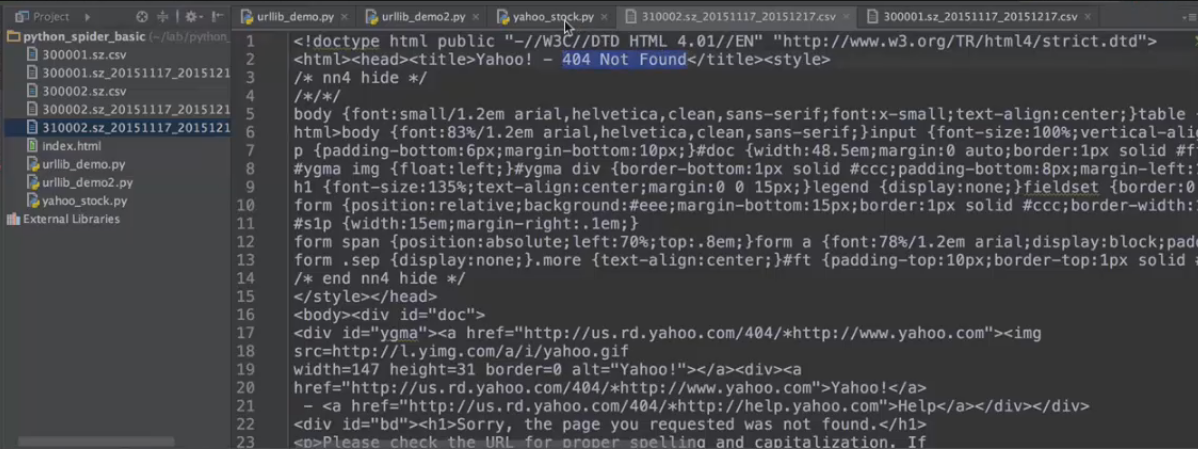 Project
urllib_demo.py
urllib_demo2.py
yahoo_stock.py
310002.sz_20151117_20151217.csv
300001.sz_20151117_20151217.csv
python_spider_basic (~/lab/python_
300001.sz.csv
300001.sz_20151117_201512
300002.sz.csv
300002.sz_20151117_201512
310002.sz_20151117_201512
index.html
urllib_demo.py
urllib_demo2.py
yahoo_stock.py
External Libraries
1 <!doctype html public "-//W3C//DTD HTML 4.01//EN" "http://www.w3.org/TR/html4/strict.dtd">
2 <html><head><title>Yahoo! - 404 Not Found</title><style>
3 /* nn4 hide */
4 /*/*/
5 body {font:small/1.2em arial,helvetica,clean,sans-serif;font:x-small;text-align:center;}table
6 html>body {font:83%/1.2em arial,helvetica,clean,sans-serif;}input {font-size:100%;vertical-ali
7 p {padding-bottom:6px;margin-bottom:10px;}#doc {width:48.5em;margin:0 auto;border:1px solid #f
8 #ygma img {float:left;}#ygma div {border-bottom:1px solid #ccc;padding-bottom:8px;margin-left:1
9 h1 {font-size:135%;text-align:center;margin:0 0 15px;}legend {display:none;}fieldset {border:0
10 form {position:relative;background:#eee;margin-bottom:15px;border:1px solid #ccc;border-width:1
11 #s1p {width:15em;margin-right:.1em;}
12 form span {position:absolute;left:70%;top:.8em;}form a {font:78%/1.2em arial;display:block;pad
13 form .sep {display:none;}.more {text-align:center;}#ft {padding-top:10px;border-top:1px solid #
14 /* end nn4 hide */
15 </style></head>
16 <body><div id="doc">
17 <div id="ygma"><a href="http://us.rd.yahoo.com/404/*http://www.yahoo.com"><img
18 src=http://l.yimg.com/a/i/yahoo.gif
19 width=147 height=31 border=0 alt="Yahoo!"></a><div><a
20 href="http://us.rd.yahoo.com/404/*http://www.yahoo.com">Yahoo!</a>
21 - <a href="http://us.rd.yahoo.com/404/*http://help.yahoo.com">Help</a></div></div>
22 <div id="bd"><h1>Sorry, the page you requested was not found.</h1>
23 <p>Please check the URL for proper spelling and capitalization. If